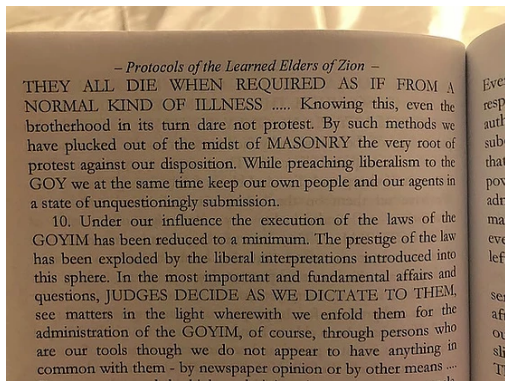 – Protocols of the Learned Elders of Zion –
THEY ALL DIE WHEN REQUIRED AS IF FROM A
NORMAL KIND OF ILLNESS ..... Knowing this, even the
brotherhood in its turn dare not protest. By such methods we
have plucked out of the midst of MASONRY the very root of
protest against our disposition. While preaching liberalism to the
GOY we at the same time keep our own people and our agents in
a state of unquestioningly submission.
10. Under our influence the execution of the laws of the
GOYIM has been reduced to a minimum. The prestige of the law
has been exploded by the liberal interpretations introduced into
this sphere. In the most important and fundamental affairs and
questions, JUDGES DECIDE AS WE DICTATE TO THEM,
see matters in the light wherewith we enfold them for the
administration of the GOYIM, of course, through persons who
are our tools though we do not appear to have anything in
common with them - by newspaper opinion or by other means ....